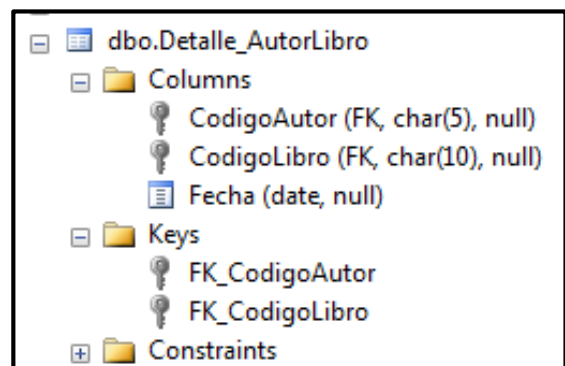 dbo.Detalle_AutorLibro
Columns
CodigoAutor (FK, char(5), null)
CodigoLibro (FK, char(10), null)
Fecha (date, null)
Keys
FK_CodigoAutor
FK_CodigoLibro
Constraints